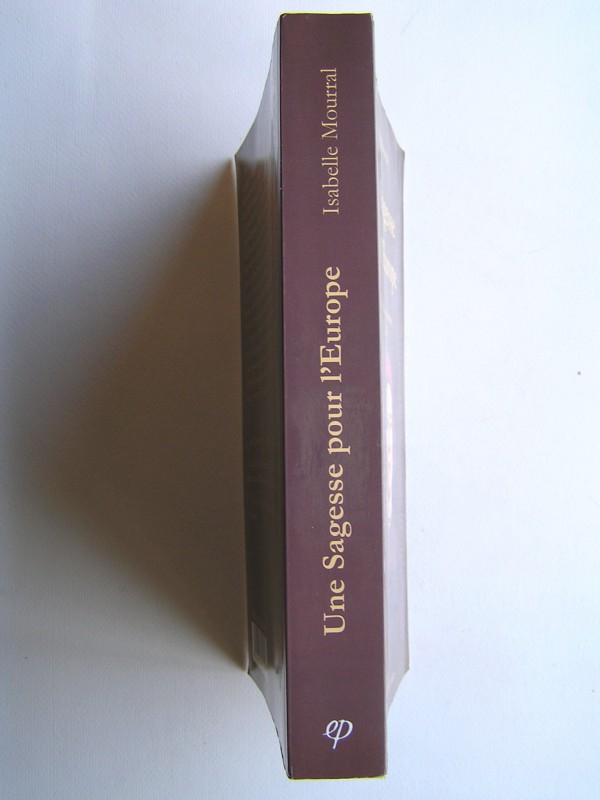 Isabelle Mourral
Une Sagesse pour l'Europe
ep